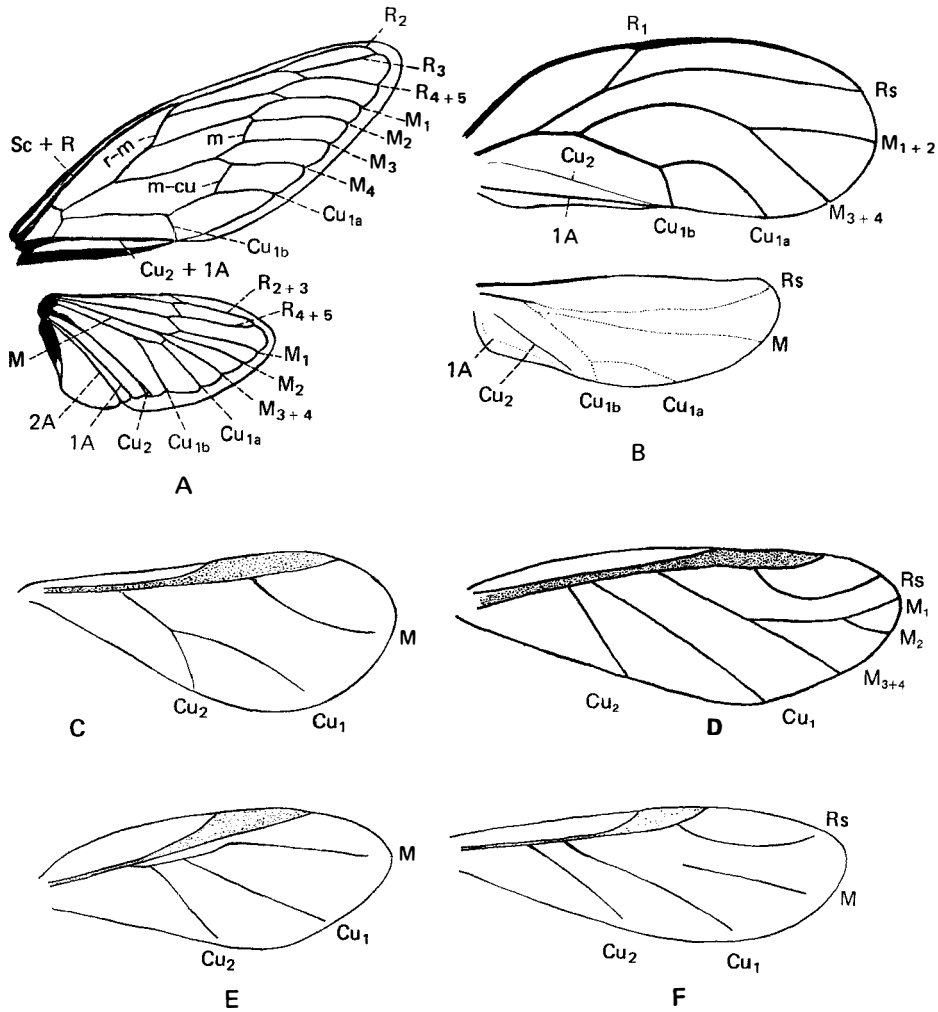 R2
R3
R4+5
M1
M2
M3
M4
Cu1a
Sc + R
r-m
m
m-cu
Cu1b
Cu2 + 1A
R2+3
R4+5
M
M1
M2
M3+4
2A
1A
Cu2
Cu1b
Cu1a
A
R1
Rs
M1+2
Cu2
M3+4
1A
Cu1b
Cu1a
Rs
M
1A
Cu2
Cu1b
Cu1a
B
M
Cu2
Cu1
C
Rs
M1
M2
M3+4
Cu2
Cu1
D
M
Cu1
Cu2
E
Rs
M
Cu2
Cu1
F